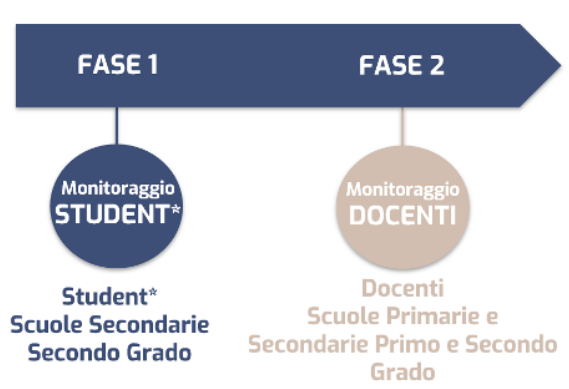 FASE 1
FASE 2
Monitoraggio
STUDENT*
Monitoraggio
DOCENTI
Student*
Scuole Secondarie
Secondo Grado
Docenti
Scuole Primarie e
Secondarie Primo e Secondo
Grado